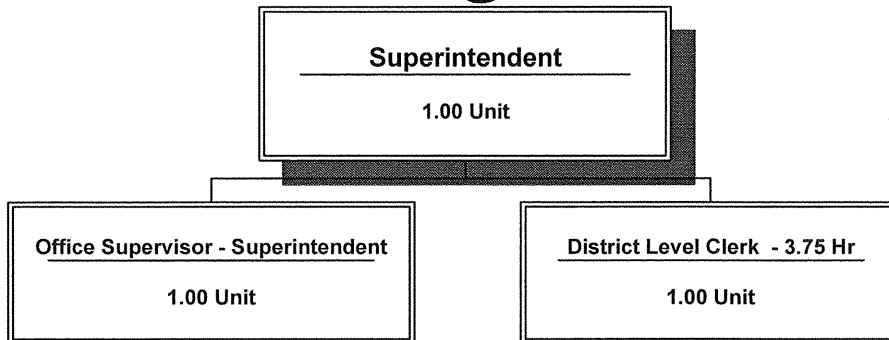 Superintendent
1.00 Unit
Office Supervisor - Superintendent
1.00 Unit
District Level Clerk - 3.75 Hr
1.00 Unit